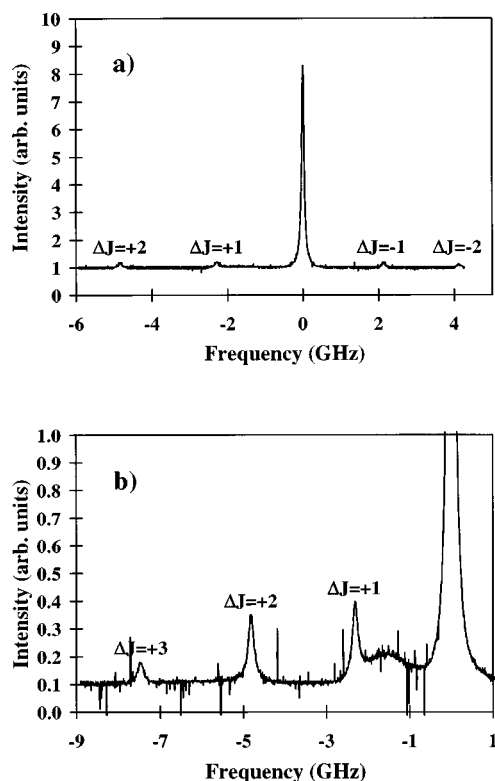 a)
Intensity (arb. units)
10
9
8
7
6
5
4
3
2
1
0
ΔJ=+2
ΔJ=+1
ΔJ=-1
ΔJ=-2
-6
-4
-2
0
2
4
Frequency (GHz)
b)
Intensity (arb. units)
1.0
0.9
0.8
0.7
0.6
0.5
0.4
0.3
0.2
0.1
0.0
ΔJ=+3
ΔJ=+2
ΔJ=+1
-9
-7
-5
-3
-1
1
Frequency (GHz)